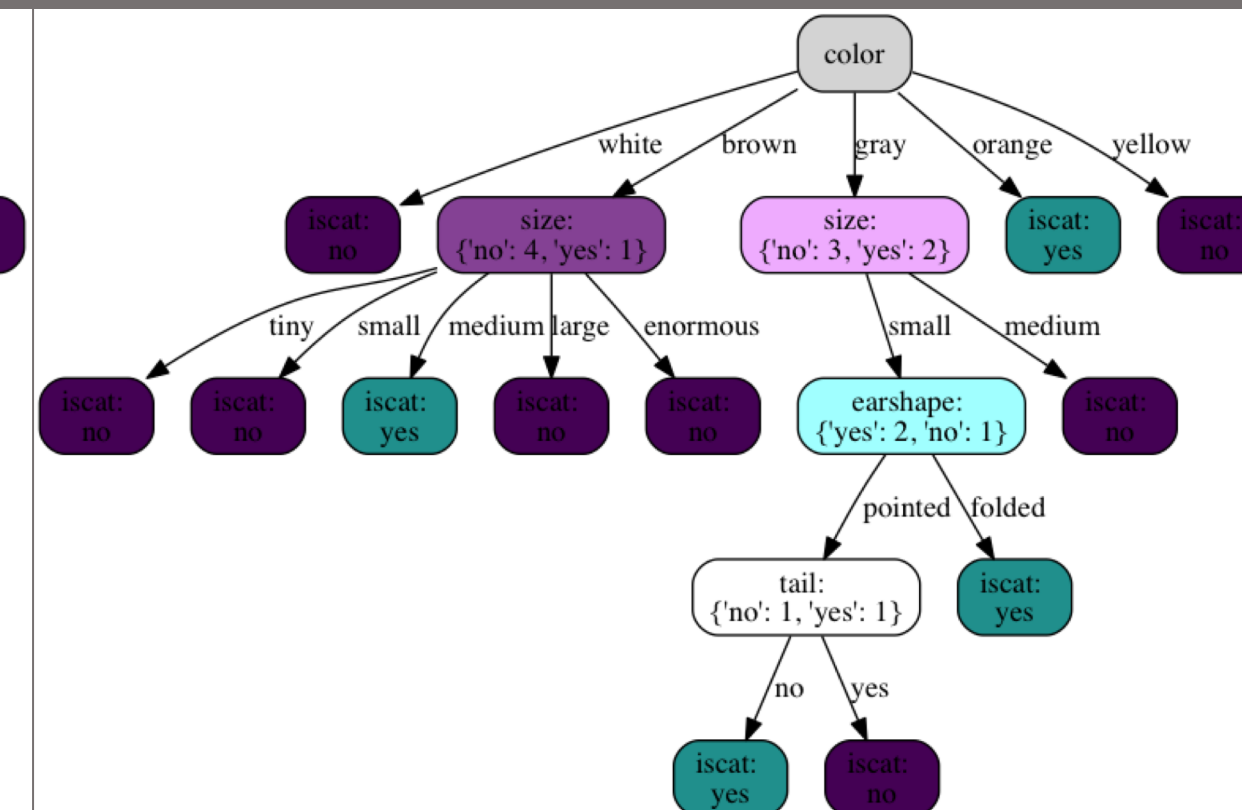 color
white
brown
gray
orange
yellow
iscat:
no
size:
{'no': 4, 'yes': 1}
size:
{'no': 3, 'yes': 2}
iscat:
yes
iscat:
no
tiny
small
medium
large
enormous
small
medium
iscat:
no
iscat:
no
iscat:
yes
iscat:
no
iscat:
no
earshape:
{'yes': 2, 'no': 1}
iscat:
no
pointed
folded
tail:
{'no': 1, 'yes': 1}
iscat:
yes
no
yes
iscat:
yes
iscat:
no